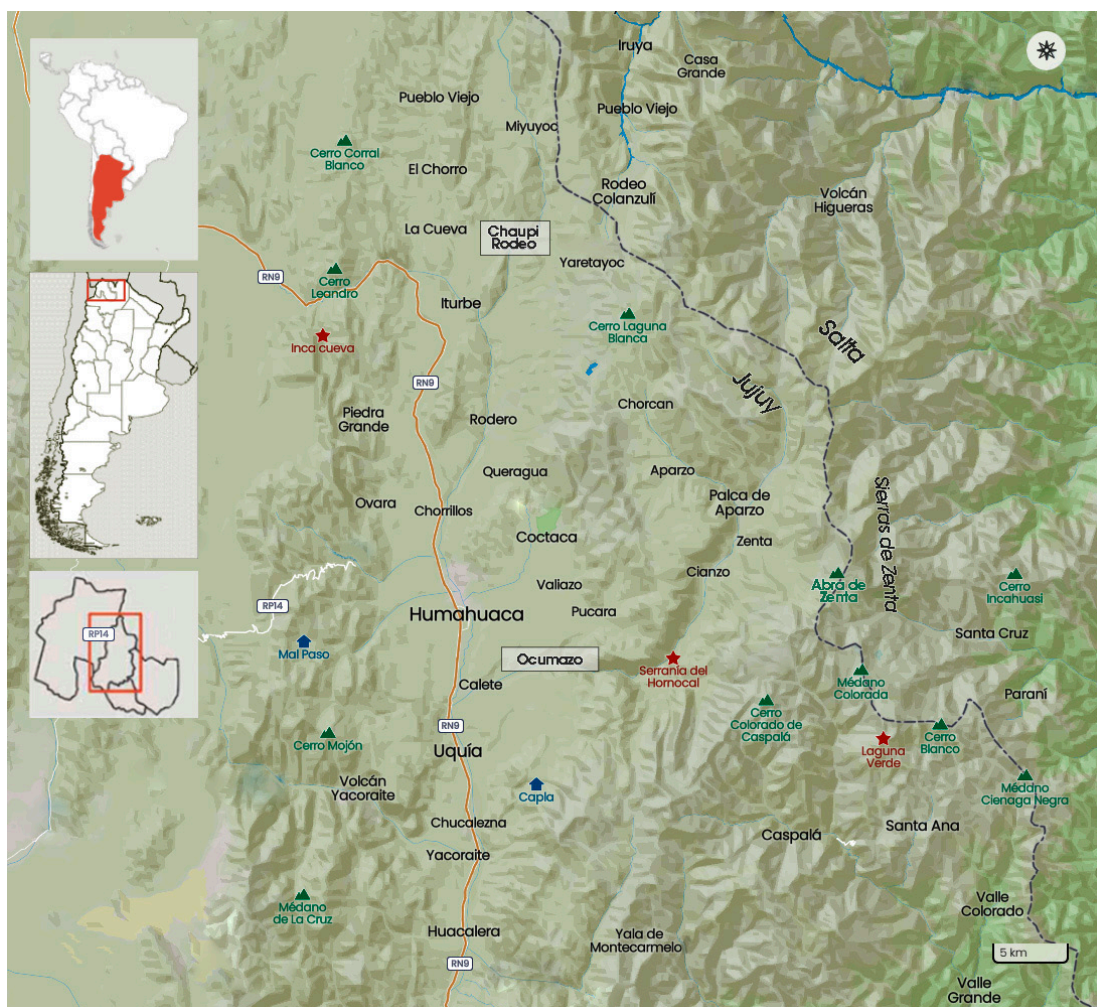 Iruya
Casa
Grande
Pueblo Viejo
Pueblo Viejo
Miyuyoc
Cerro Corral
Blanco
El Chorro
Rodeo
Colanzulí
Volcán
Higueras
La Cueva
Chaupi
Rodeo
Yaretayoc
RN9
Cerro
Leandro
Iturbe
Cerro Laguna
Blanca
Salta
Inca cueva
Jujuy
RN9
Chorcan
Piedra
Grande
Rodero
Queragua
Aparzo
Sierras de Zenta
Ovara
Chorrillos
Palca de
Aparzo
Coctaca
Zenta
Cianzo
Valiazo
Abra de
Zenta
Cerro
Incahuasi
RP14
Humahuaca
Pucara
RP14
Santa Cruz
Mal Paso
Ocumazo
Serranía del
Hornocal
Calete
Médano
Colorada
Paraní
Cerro
Colorado de
Caspalá
RN9
Cerro Mojón
Uquía
Laguna
Verde
Cerro
Blanco
Volcán
Yacoraite
Capla
Médano
Cienaga Negra
Chucalezna
Caspalá
Santa Ana
Yacoraite
Médano
de La Cruz
Valle
Colorado
Huacalera
Yala de
Montecarmelo
5 km
RN9
Valle
Grande